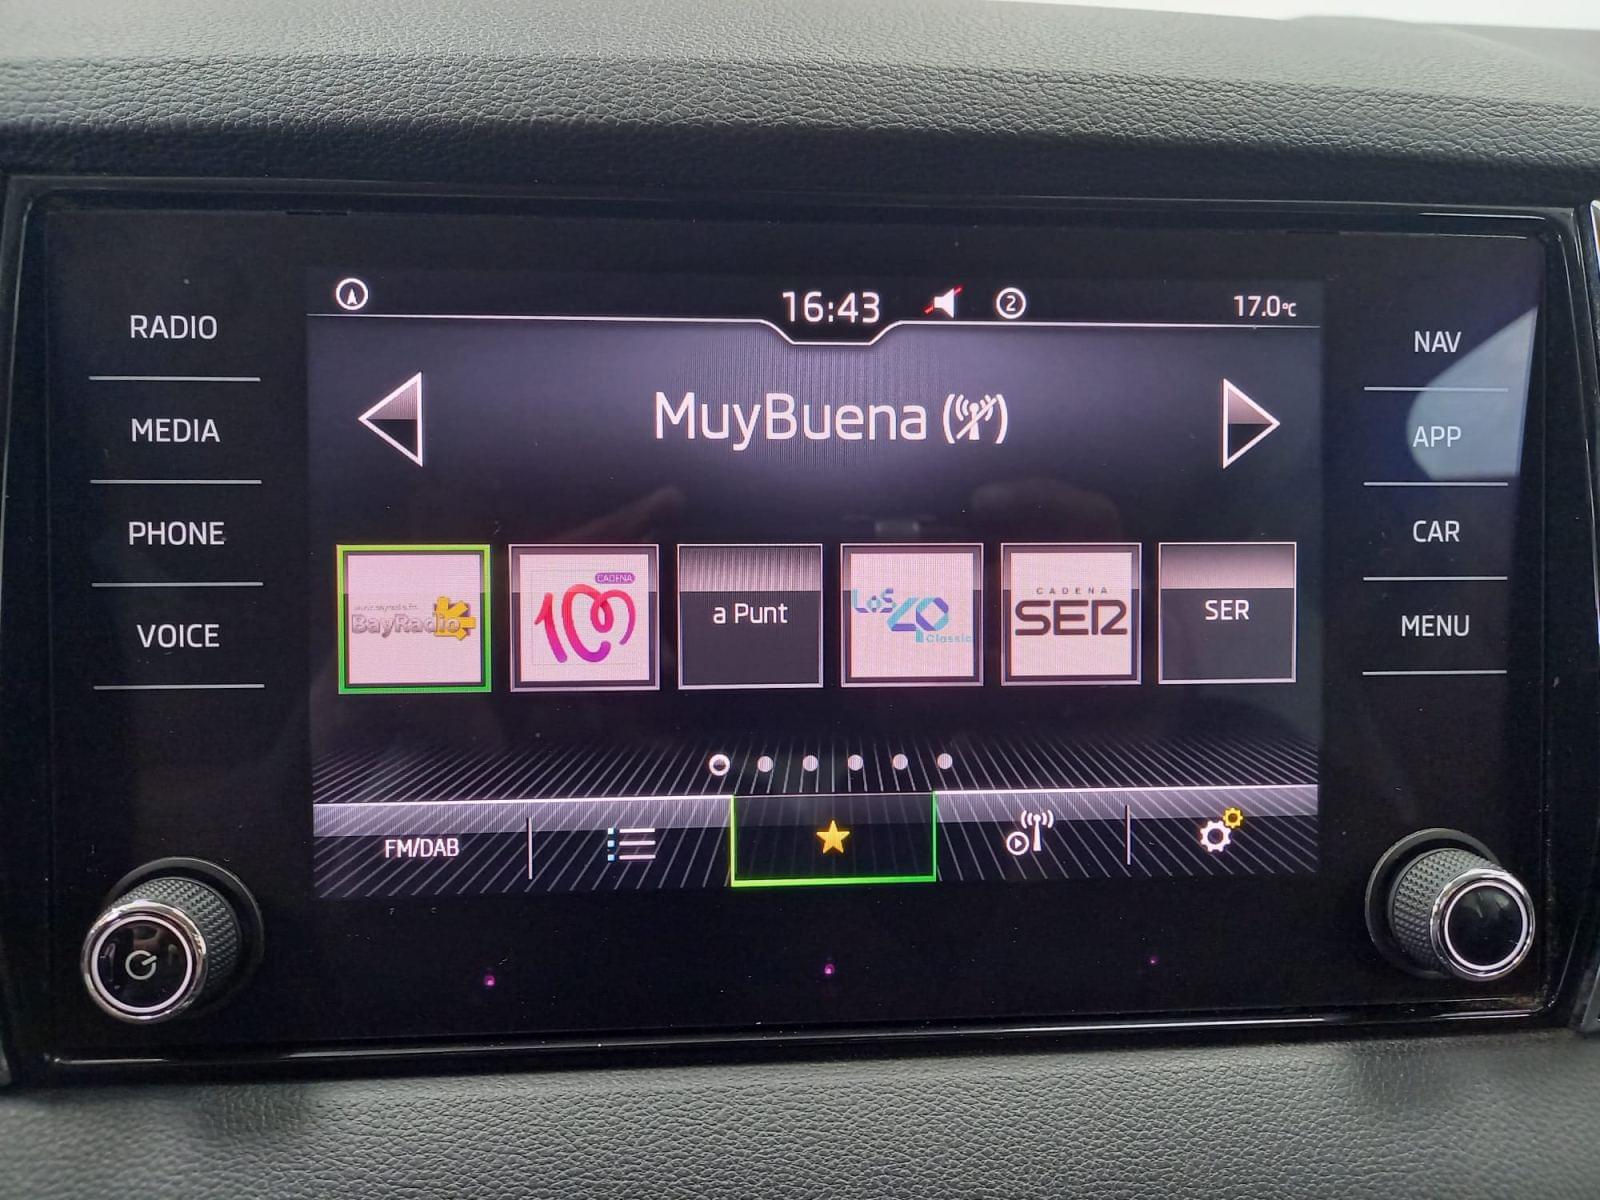 16:43
2
17.0°C
RADIO
MEDIA
PHONE
VOICE
MuyBuena
BayRadio
CADENA
100
a Punt
LOS
40
Classic
CADENA
SER
SER
FM/DAB
NAV
APP
CAR
MENU